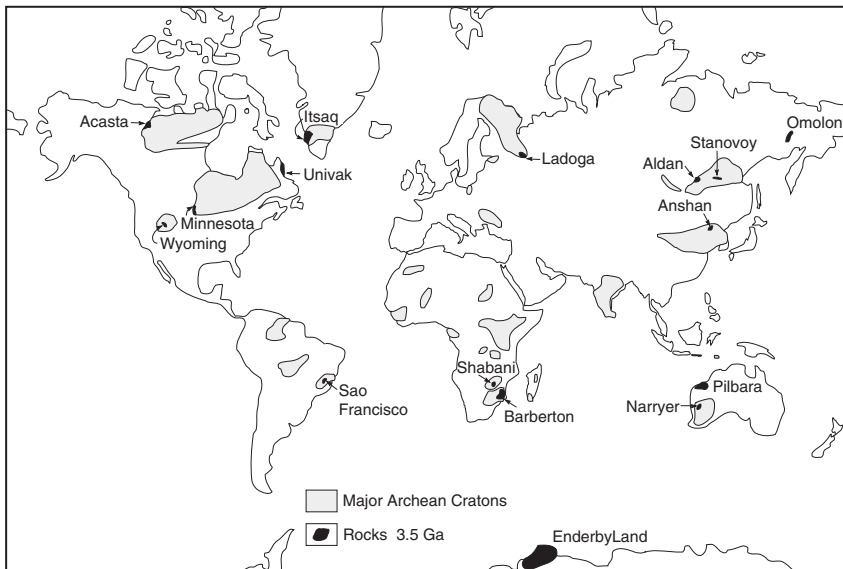 Acasta
Itsaq
Univak
Minnesota
Wyoming
Ladoga
Omolon
Stanovoy
Aldan
Anshan
Shabani
Sao
Francisco
Barberton
Pilbara
Narryer
Major Archean Cratons
Rocks 3.5 Ga
EnderbyLand